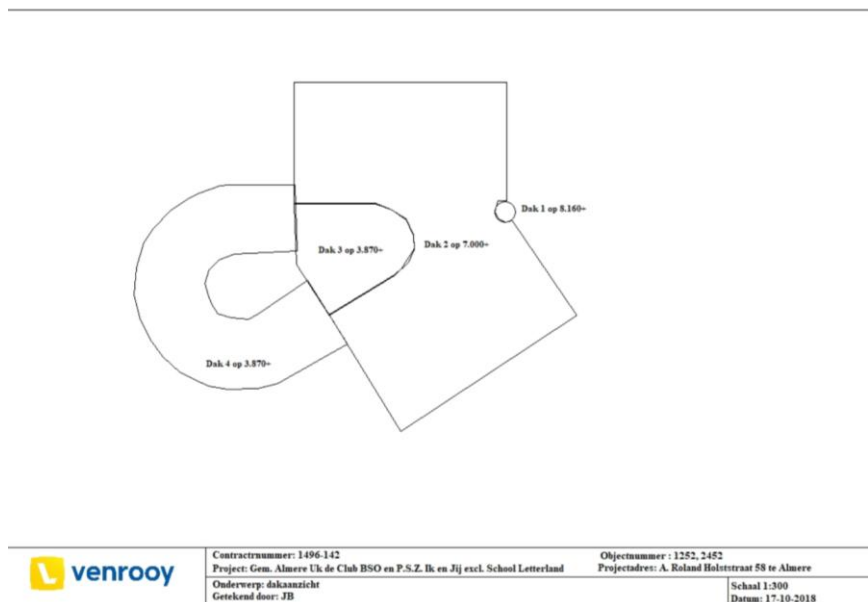 Dak 1 op 8.160+
Dak 3 op 3.870+
Dak 2 op 7.000+
Dak 4 op 3.870+
venrooy
Contractnummer: 1496-142
Objectnummer : 1252, 2452
Project: Gem. Almere Uk de Club BSO en P.S.Z. Ik en Jij excl. School Letterland
Projectadres: A. Roland Holststraat 58 te Almere
Onderwerp: dakaanzicht
Schaal 1:300
Getekend door: JB
Datum: 17-10-2018